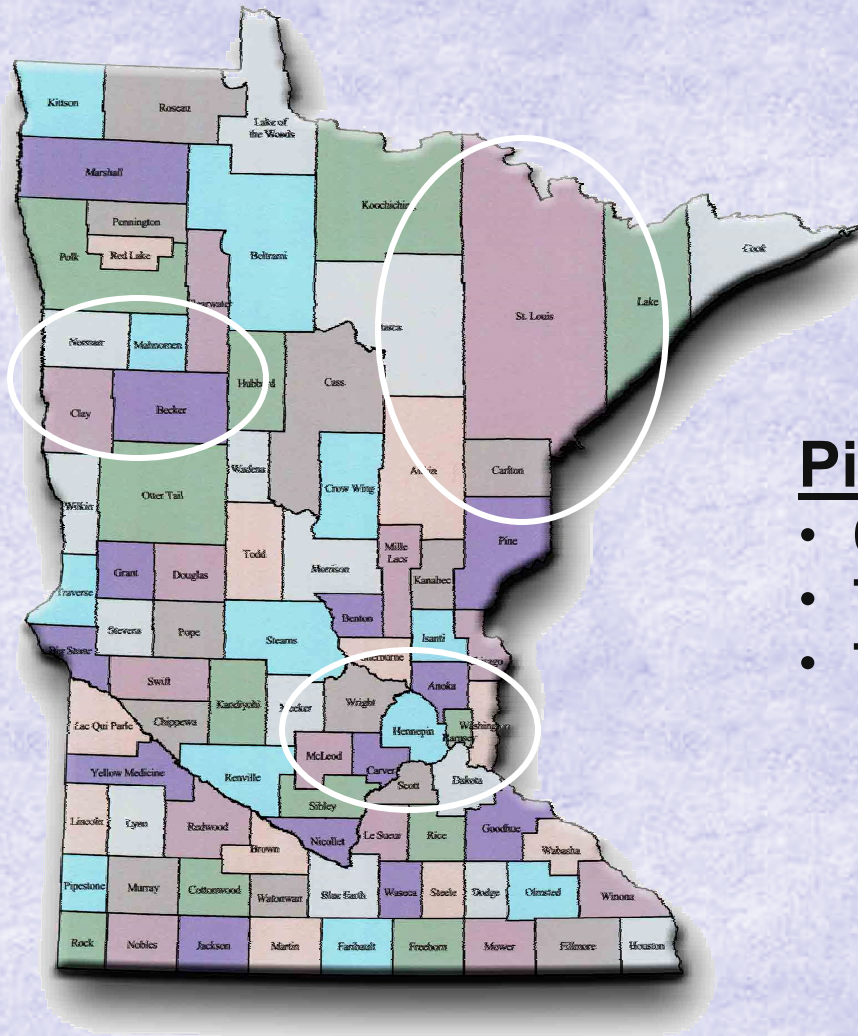 Kittson
Roseau
Lake of
the Woods
Marshall
Koochiching
Pennington
Polk
Red Lake
Beltrami
Cook
Lake
St. Louis
Norman
Mahnomen
Hubbard
Cass
Clay
Becker
Wadena
Carlton
Otter Tail
Crow Wing
Wilkin
Pine
Todd
Mille
Lacs
Grant
Douglas
Morrison
Kanabec
Traverse
Benton
Stevens
Pope
Stearns
Isanti
Big Stone
Swift
Anoka
Kandiyohi
Meeker
Wright
Lac Qui Parle
Chippewa
Hennepin
Washington
Ramsey
McLeod
Yellow Medicine
Renville
Carver
Scott
Dakota
Sibley
Lincoln
Lyon
Redwood
Nicollet
Le Sueur
Rice
Goodhue
Brown
Wabasha
Pipestone
Murray
Cottonwood
Watonwan
Blue Earth
Waseca
Steele
Dodge
Olmsted
Winona
Rock
Nobles
Jackson
Martin
Faribault
Freeborn
Mower
Fillmore
Houston
Pi